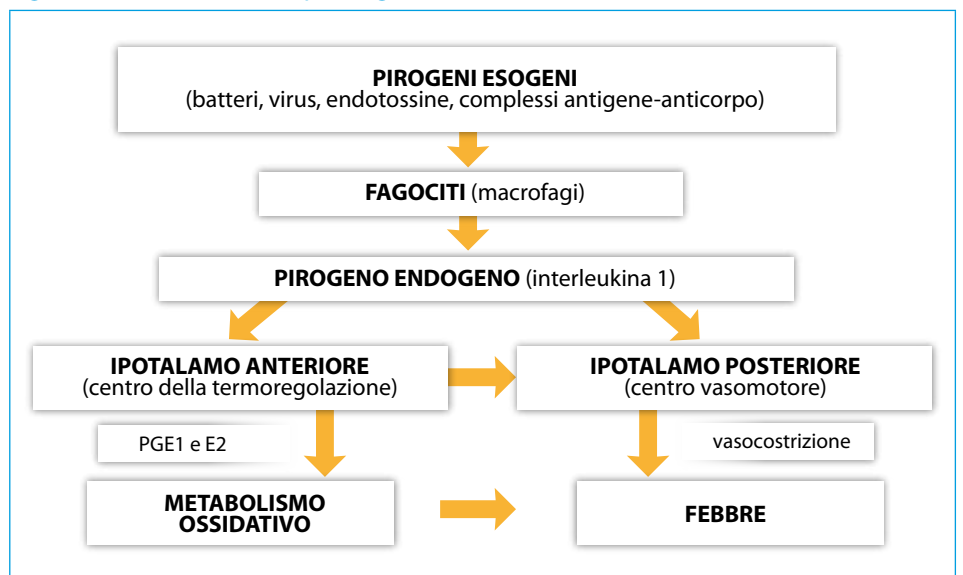 PIROGENI ESOGENI
(batteri, virus, endotossine, complessi antigene-anticorpo)
FAGOCITI (macrofagi)
PIROGENO ENDOGENO (interleukina 1)
IPOTALAMO ANTERIORE
(centro della termoregolazione)
IPOTALAMO POSTERIORE
(centro vasomotore)
PGE1 e E2
vasocostrizione
METABOLISMO
OSSIDATIVO
FEBBRE